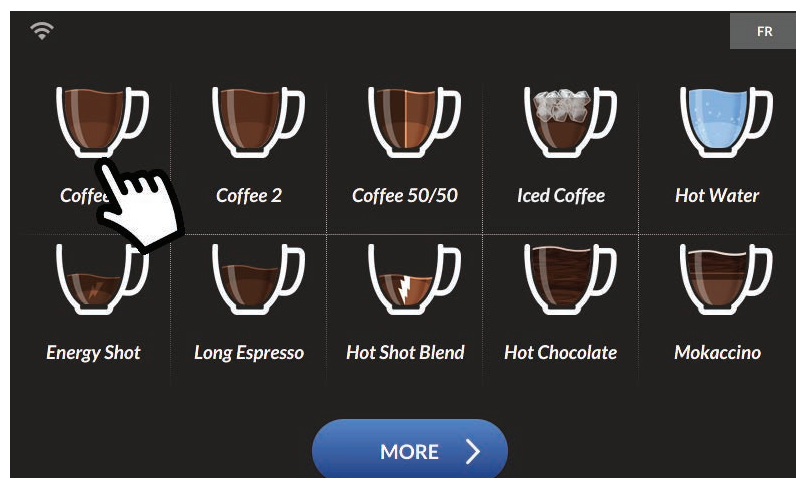 FR
Coffee
Coffee 2
Coffee 50/50
Iced Coffee
Hot Water
Energy Shot
Long Espresso
Hot Shot Blend
Hot Chocolate
Mokaccino
MORE